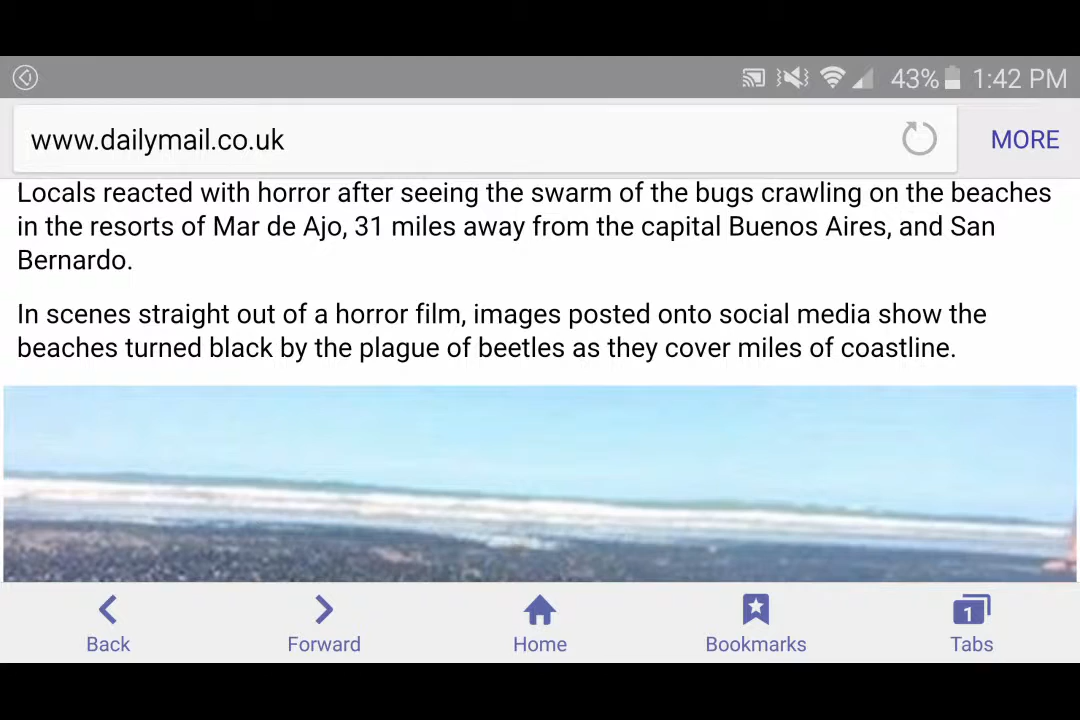 43% 1:42 PM
www.dailymail.co.uk MORE
Locals reacted with horror after seeing the swarm of the bugs crawling on the beaches
in the resorts of Mar de Ajo, 31 miles away from the capital Buenos Aires, and San
Bernardo.
In scenes straight out of a horror film, images posted onto social media show the
beaches turned black by the plague of beetles as they cover miles of coastline.
1
Back Forward Home Bookmarks Tabs